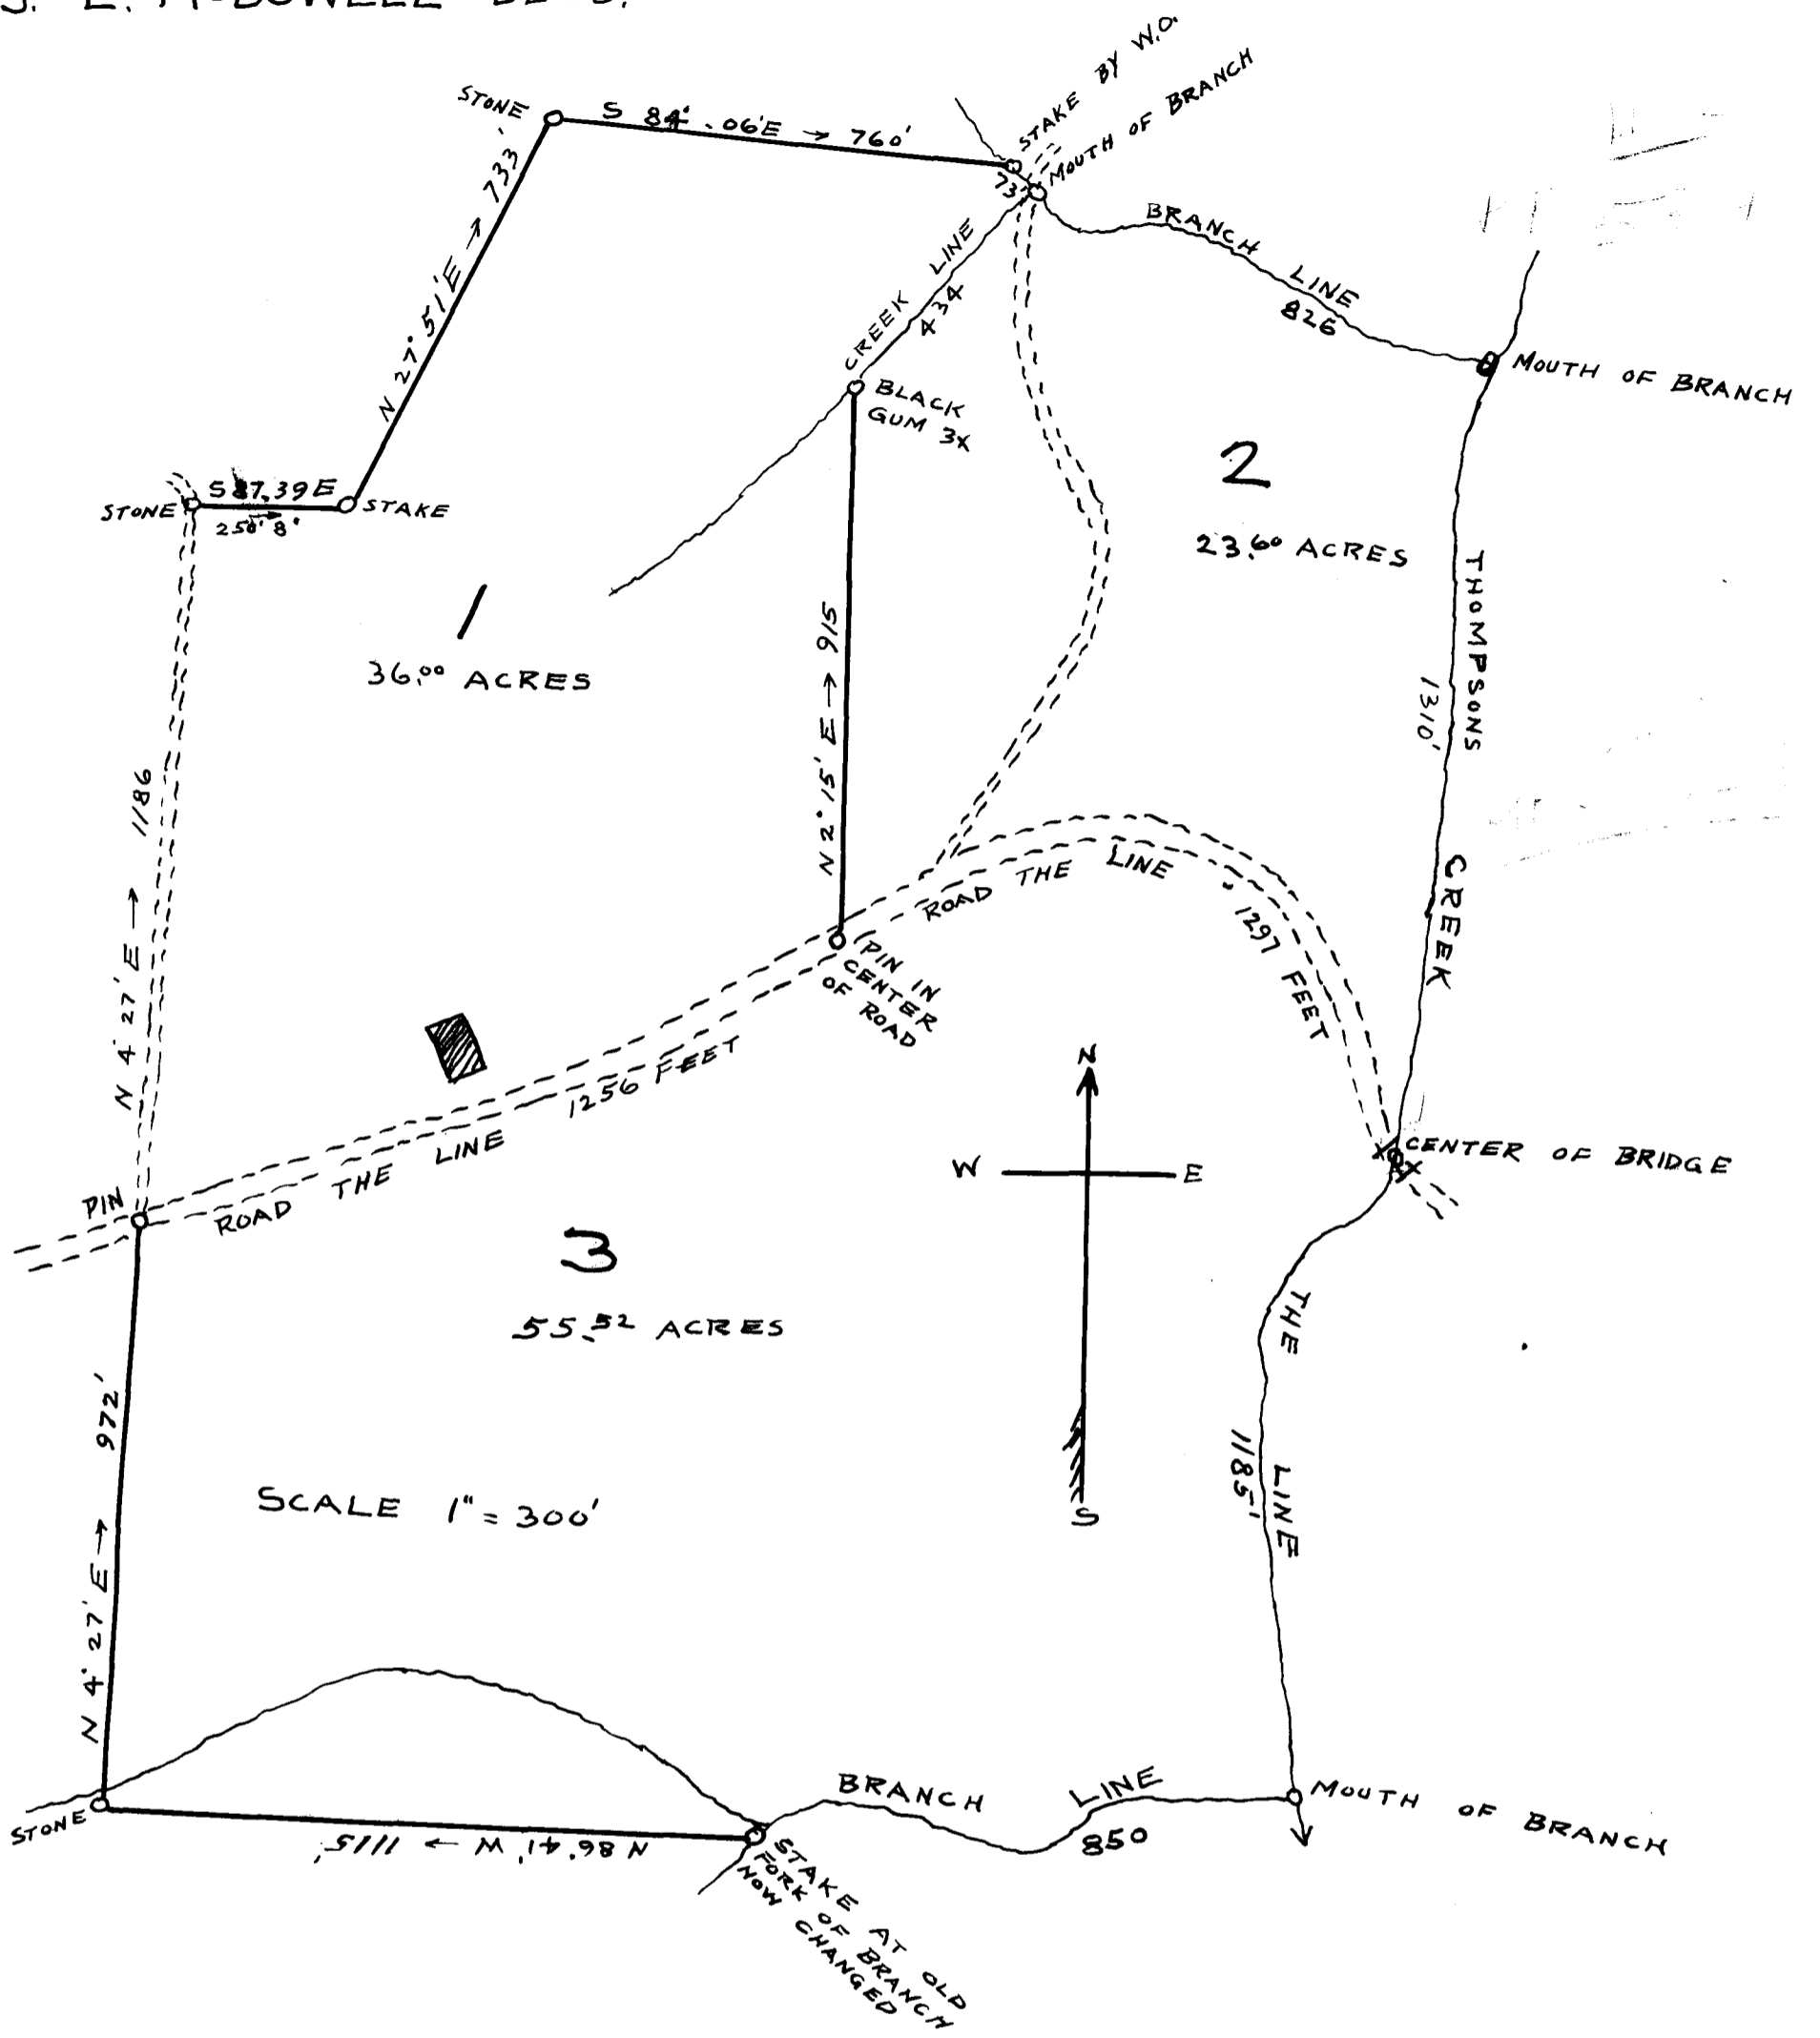 STAKE BY W.O.
MOUTH OF BRANCH
STONE
S 84° .06'E → 760'
73'
N 27° 51'E → 733'
BRANCH LINE
826
CREEK LINE
434
MOUTH OF BRANCH
BLACK
GUM 3X
2
23.60 ACRES
STONE
S 87.39 E
250' 8"
STAKE
1
36.00 ACRES
THOMPSONS CREEK
1310'
N 4° 27' E → 1186
N 2° 15' E → 915
ROAD THE LINE
1297 FEET
PIN IN
CENTER
OF ROAD
1256 FEET
ROAD THE LINE
PIN
N
W
E
S
CENTER OF BRIDGE
3
55.52 ACRES
THE LINE
1185'
N 4° 27' E → 972'
SCALE 1" = 300'
BRANCH LINE
850
MOUTH OF BRANCH
STONE
N 86° 41' W → 1115'
STAKE AT OLD
FORK OF BRANCH
NOW CHANGED